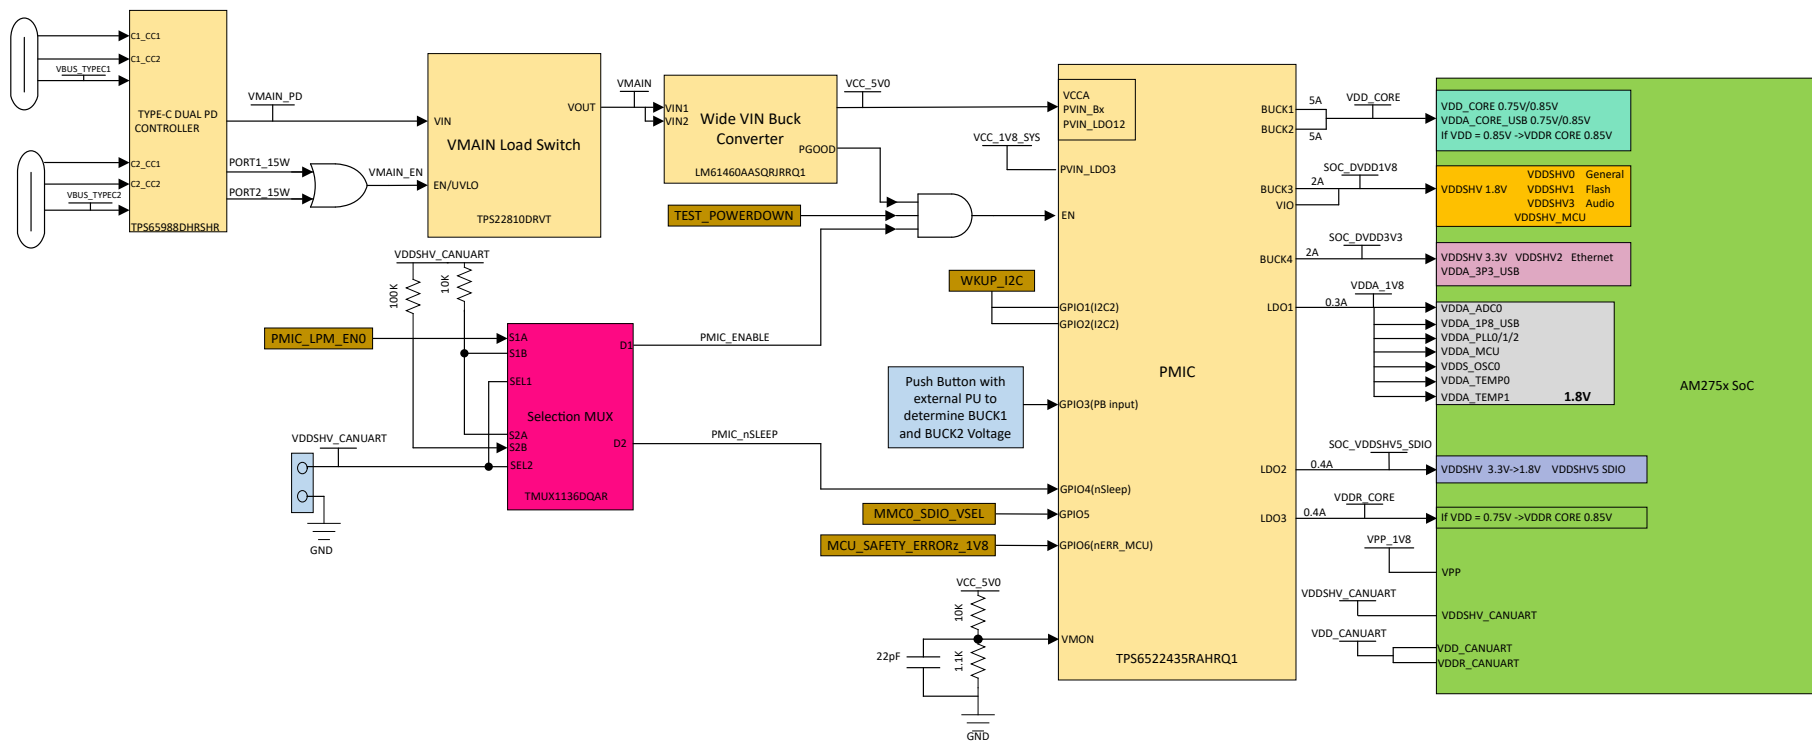 C1_CC1
C1_CC2
VBUS_TYPEC1
TYPE-C DUAL PD
CONTROLLER
C2_CC1
C2_CC2
VBUS_TYPEC2
TPS65988DHRSHR
VMAIN_PD
PORT1_15W
PORT2_15W
VMAIN_EN
VIN
VOUT
VMAIN Load Switch
EN/UVLO
TPS22810DRVT
VMAIN
VIN1
VIN2
Wide VIN Buck
Converter
PGOOD
LM61460AASQRJRRQ1
VCC_5V0
VCC_1V8_SYS
TEST_POWERDOWN
VDDSHV_CANUART
100K
10K
PMIC_LPM_EN0
S1A
S1B
SEL1
Selection MUX
S2A
S2B
SEL2
D1
D2
TMUX1136DQAR
PMIC_ENABLE
PMIC_nSLEEP
VDDSHV_CANUART
GND
WKUP_I2C
Push Button with
external PU to
determine BUCK1
and BUCK2 Voltage
MMC0_SDIO_VSEL
MCU_SAFETY_ERRORz_1V8
VCC_5V0
10K
22pF
1.1K
GND
VCCA
PVIN_Bx
PVIN_LDO12
PVIN_LDO3
EN
GPIO1(I2C2)
GPIO2(I2C2)
PMIC
GPIO3(PB input)
GPIO4(nSleep)
GPIO5
GPIO6(nERR_MCU)
VMON
TPS6522435RAHRQ1
BUCK1
BUCK2
BUCK3
VIO
BUCK4
LDO1
LDO2
LDO3
5A
5A
VDD_CORE
2A
SOC_DVDD1V8
2A
SOC_DVDD3V3
0.3A
VDDA_1V8
0.4A
SOC_VDDSHV5_SDIO
0.4A
VDDR_CORE
VPP_1V8
VDDSHV_CANUART
VDD_CANUART
VDD_CORE 0.75V/0.85V
VDDA_CORE_USB 0.75V/0.85V
If VDD = 0.85V ->VDDR CORE 0.85V
VDDSHV0 General
VDDSHV 1.8V VDDSHV1 Flash
VDDSHV3 Audio
VDDSHV_MCU
VDDSHV 3.3V VDDSHV2 Ethernet
VDDA_3P3_USB
VDDA_ADC0
VDDA_1P8_USB
VDDA_PLL0/1/2
VDDA_MCU
VDDS_OSC0
VDDA_TEMP0
VDDA_TEMP1 1.8V
AM275x SoC
VDDSHV 3.3V->1.8V VDDSHV5 SDIO
If VDD = 0.75V ->VDDR CORE 0.85V
VPP
VDDSHV_CANUART
VDD_CANUART
VDDR_CANUART